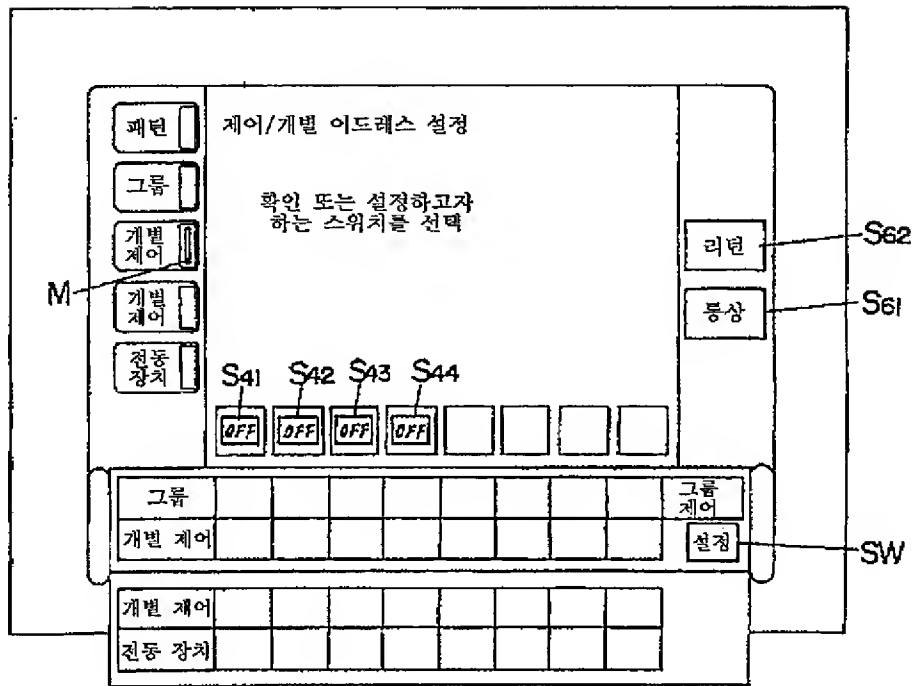 패턴
제어/개별 어드레스 설정
그룹
확인 또는 설정하고자
하는 스위치를 선택
개별
제어
리턴
S62
M
개별
제어
통상
S61
전동
장치
S41 S42 S43 S44
OFF OFF OFF OFF
그룹
그룹
제어
개별 제어
설정
SW
개별 제어
전동 장치